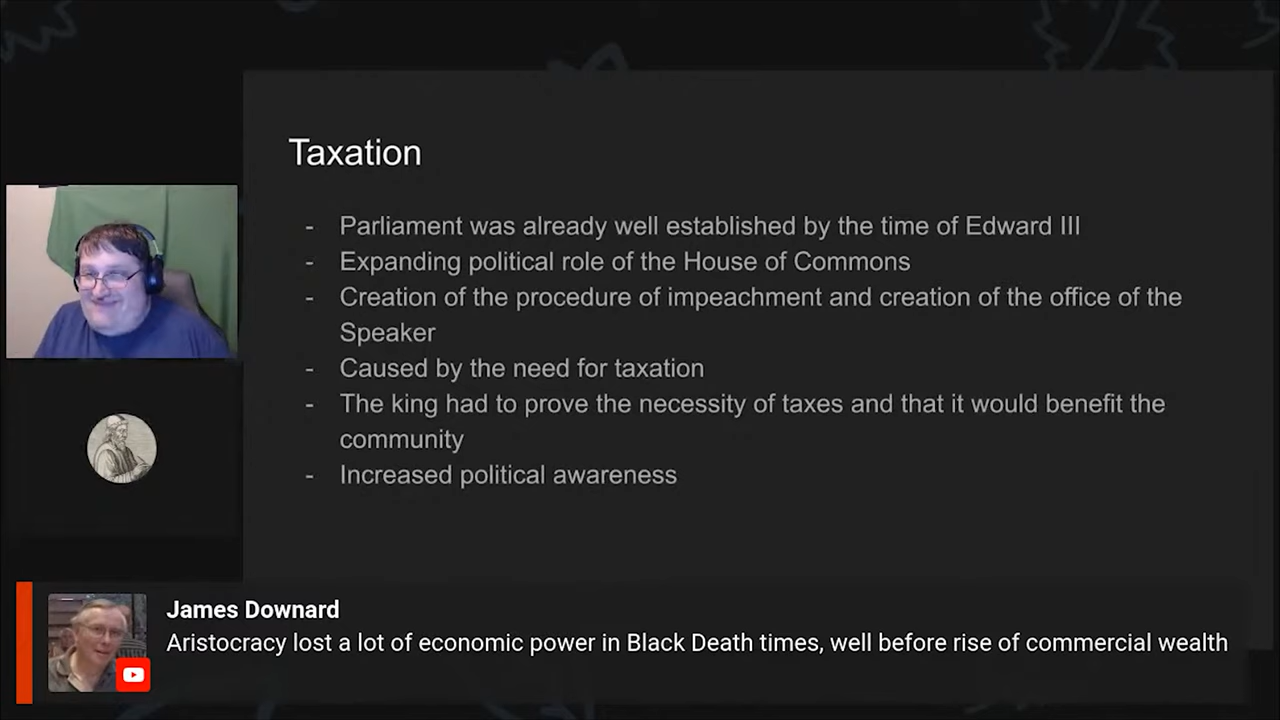 Taxation
- Parliament was already well established by the time of Edward III
- Expanding political role of the House of Commons
- Creation of the procedure of impeachment and creation of the office of the
Speaker
- Caused by the need for taxation
- The king had to prove the necessity of taxes and that it would benefit the
community
- Increased political awareness
James Downard
Aristocracy lost a lot of economic power in Black Death times, well before rise of commercial wealth